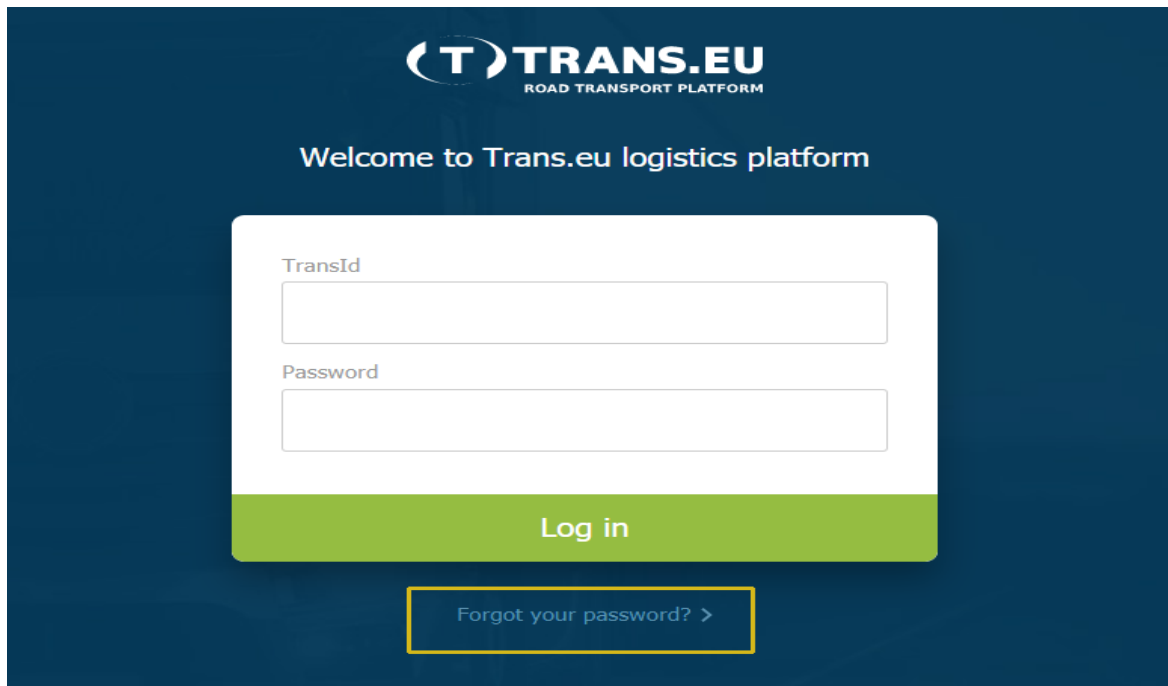 (T) TRANS.EU
ROAD TRANSPORT PLATFORM
Welcome to Trans.eu logistics platform
TransId
Password
Log in
Forgot your password? >